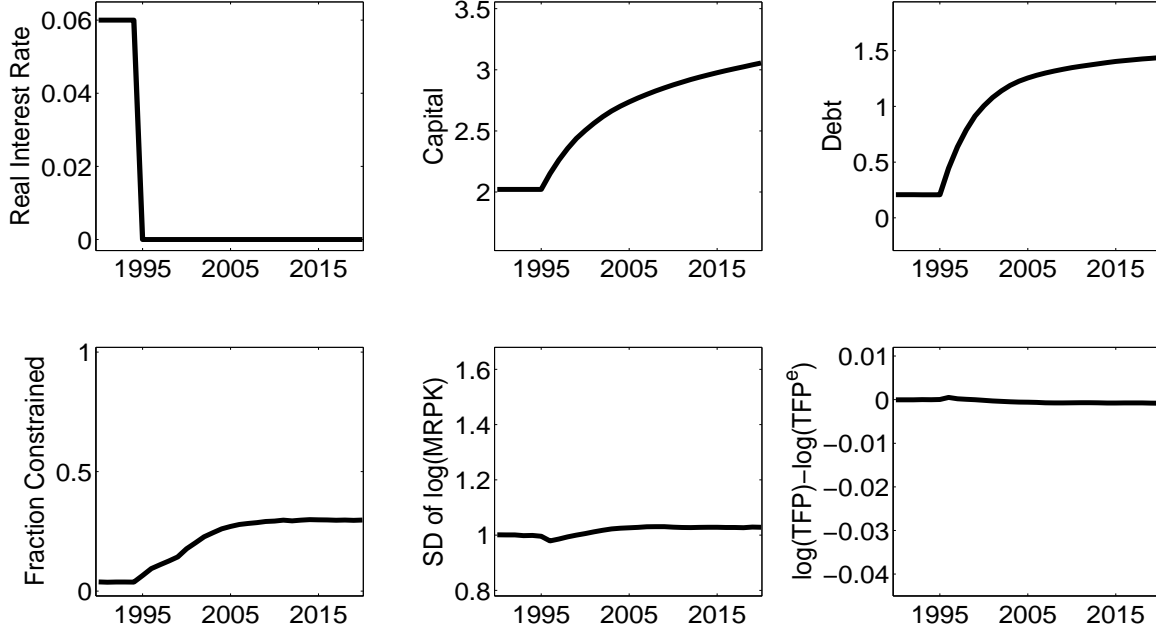 Real Interest Rate
0.06
0.04
0.02
0
1995 2005 2015
Capital
3.5
3
2.5
2
1995 2005 2015
Debt
1.5
1
0.5
0
1995 2005 2015
Fraction Constrained
1
0.5
0
1995 2005 2015
SD of log(MRPK)
1.6
1.4
1.2
1
0.8
1995 2005 2015
log(TFP)−log(TFPᵉ)
0.01
0
−0.01
−0.02
−0.03
−0.04
1995 2005 2015